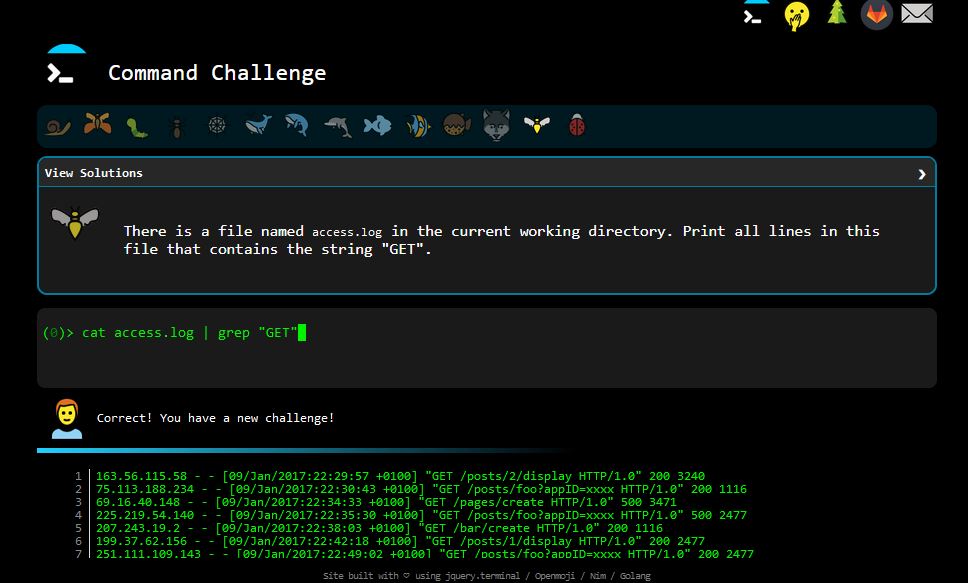 Command Challenge
View Solutions
There is a file named access.log in the current working directory. Print all lines in this
file that contains the string "GET".
(0)> cat access.log | grep "GET"
Correct! You have a new challenge!
1 163.56.115.58 - - [09/Jan/2017:22:29:57 +0100] "GET /posts/2/display HTTP/1.0" 200 3240
2 75.113.188.234 - - [09/Jan/2017:22:30:43 +0100] "GET /posts/foo?appID=xxxx HTTP/1.0" 200 1116
3 69.16.40.148 - - [09/Jan/2017:22:34:33 +0100] "GET /pages/create HTTP/1.0" 500 3471
4 225.219.54.140 - - [09/Jan/2017:22:35:30 +0100] "GET /posts/foo?appID=xxxx HTTP/1.0" 500 2477
5 207.243.19.2 - - [09/Jan/2017:22:38:03 +0100] "GET /bar/create HTTP/1.0" 200 1116
6 199.37.62.156 - - [09/Jan/2017:22:42:18 +0100] "GET /posts/1/display HTTP/1.0" 200 2477
7 251.111.109.143 - - [09/Jan/2017:22:49:02 +0100] "GET /posts/foo?appID=xxxx HTTP/1.0" 200 2477
Site built with ♡ using jquery.terminal / Openmoji / Nim / Golang